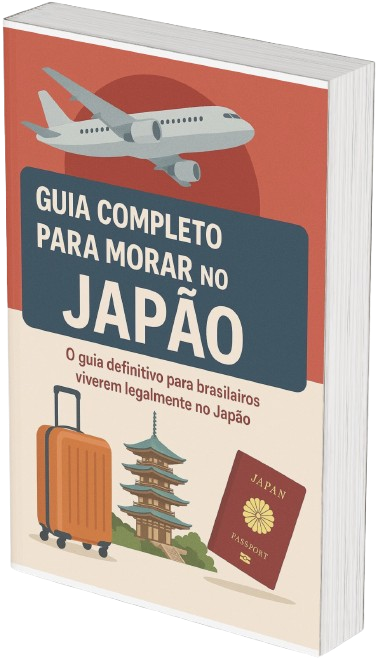 GUIA COMPLETO
PARA MORAR NO
JAPÃO
O guia definitivo para brasilairos
viverem legalmente no Japão
JAPAN
PASSPORT